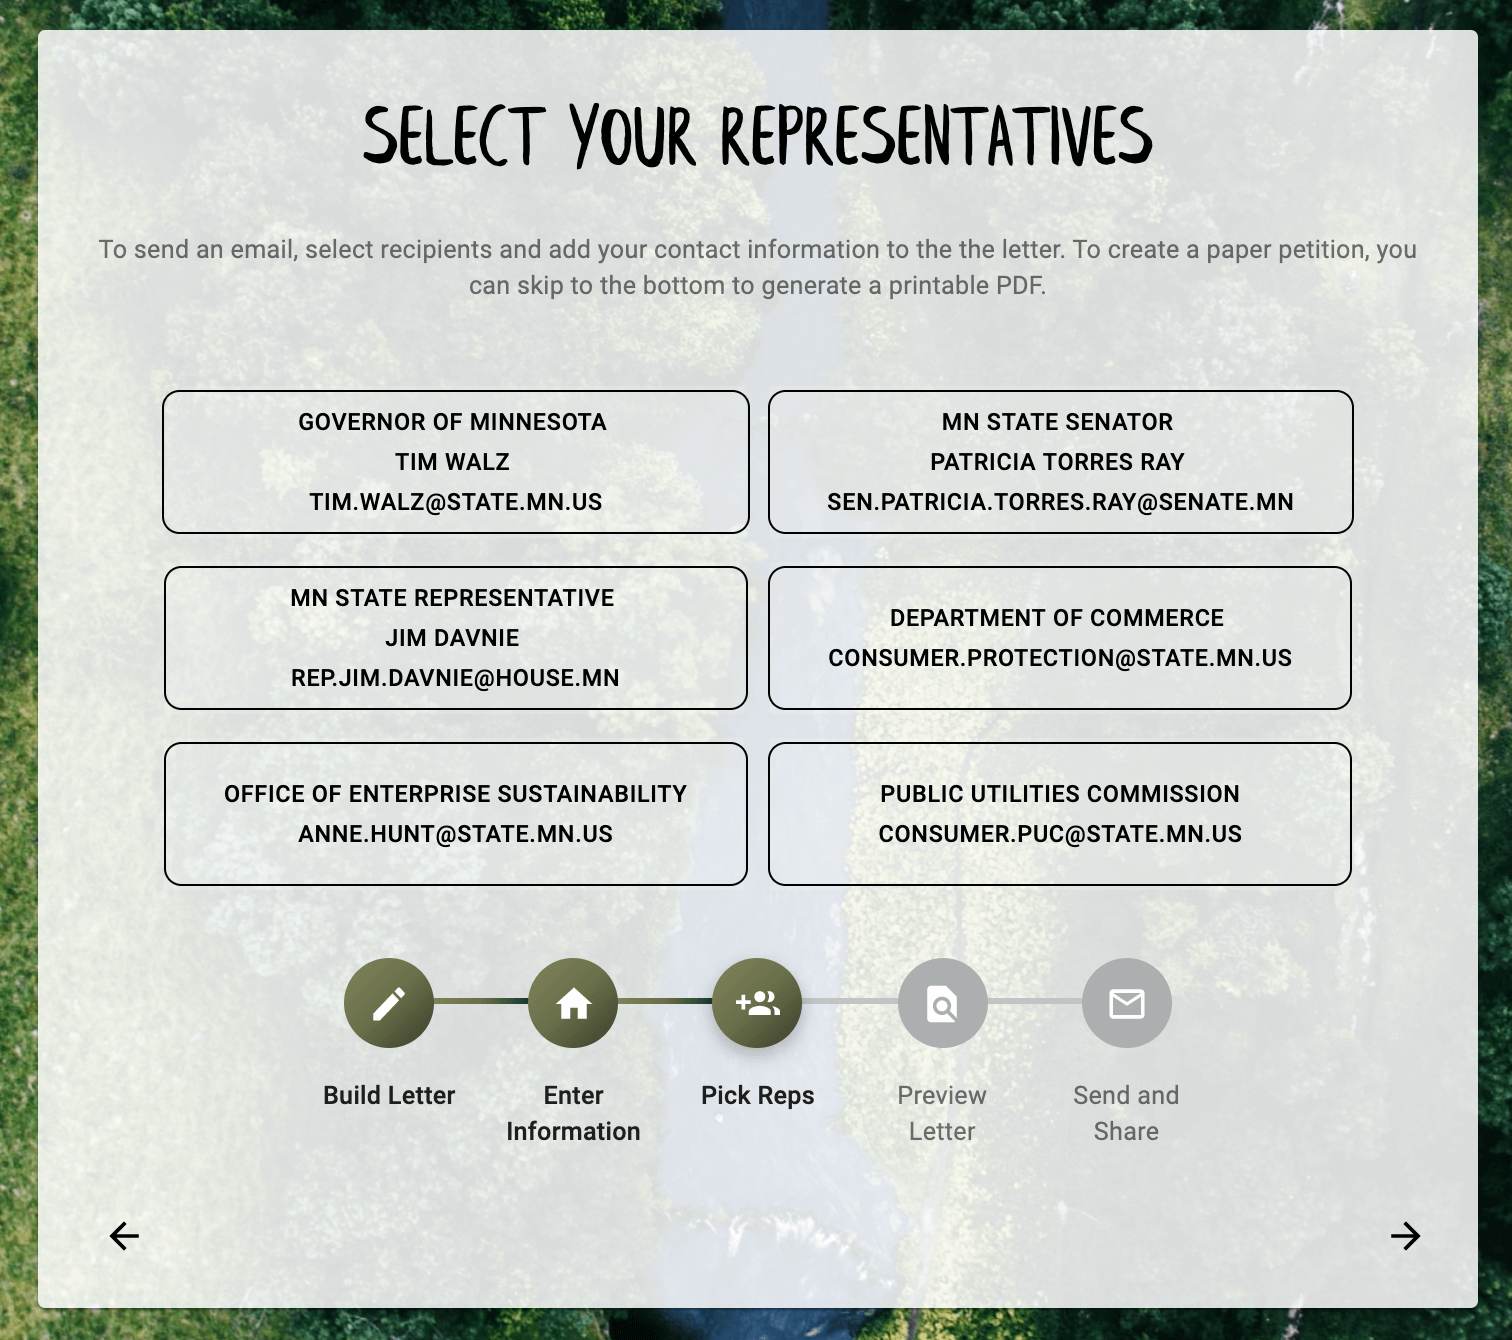 SELECT YOUR REPRESENTATIVES
To send an email, select recipients and add your contact information to the the letter. To create a paper petition, you
can skip to the bottom to generate a printable PDF.
GOVERNOR OF MINNESOTA
TIM WALZ
TIM.WALZ@STATE.MN.US
MN STATE SENATOR
PATRICIA TORRES RAY
SEN.PATRICIA.TORRES.RAY@SENATE.MN
MN STATE REPRESENTATIVE
JIM DAVNIE
REP.JIM.DAVNIE@HOUSE.MN
DEPARTMENT OF COMMERCE
CONSUMER.PROTECTION@STATE.MN.US
OFFICE OF ENTERPRISE SUSTAINABILITY
ANNE.HUNT@STATE.MN.US
PUBLIC UTILITIES COMMISSION
CONSUMER.PUC@STATE.MN.US
Build Letter
Enter
Information
Pick Reps
Preview
Letter
Send and
Share